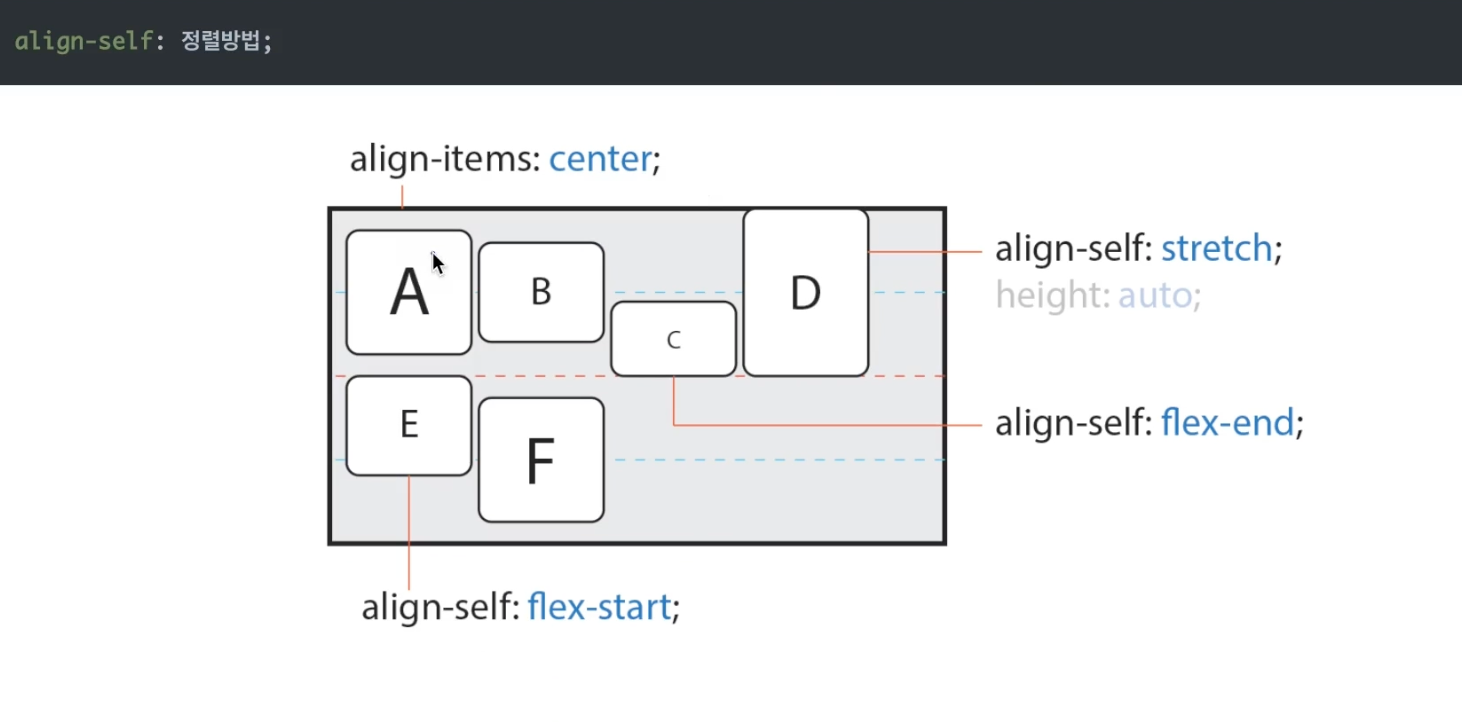 align-self: 정렬방법;
align-items: center;
A
B
C
D
align-self: stretch;
height: auto;
E
F
align-self: flex-end;
align-self: flex-start;